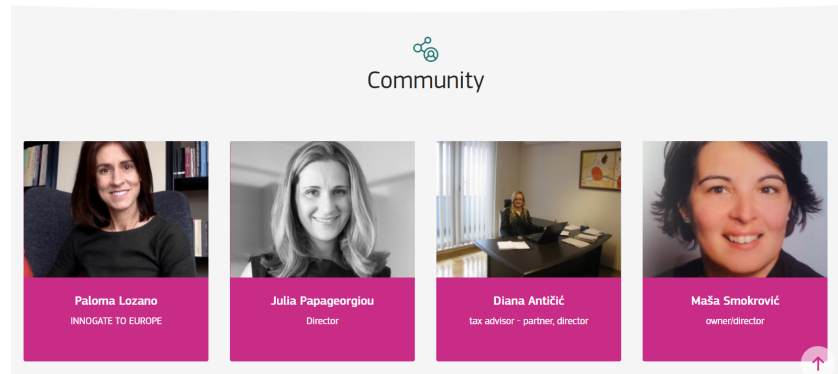 Community
Paloma Lozano
INNOGATE TO EUROPE
Julia Papageorgiou
Director
Diana Antičić
tax advisor - partner, director
Maša Smokrović
owner/director